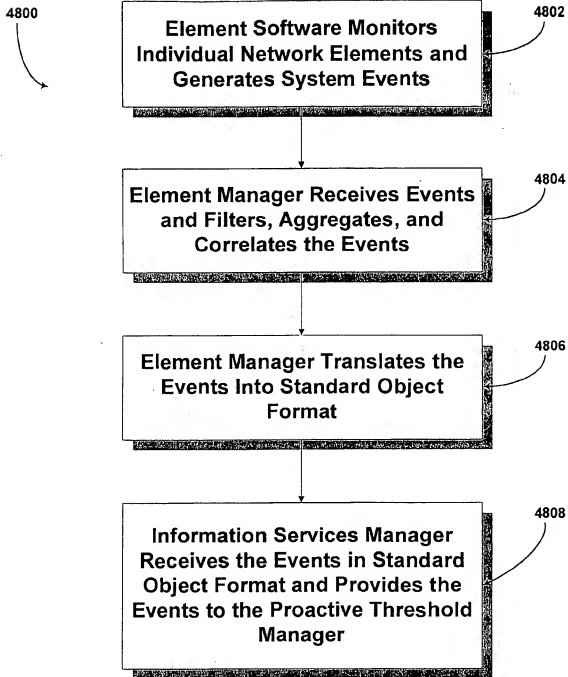 4800
4802
Element Software Monitors
Individual Network Elements and
Generates System Events
4804
Element Manager Receives Events
and Filters, Aggregates, and
Correlates the Events
4806
Element Manager Translates the
Events Into Standard Object
Format
4808
Information Services Manager
Receives the Events in Standard
Object Format and Provides the
Events to the Proactive Threshold
Manager